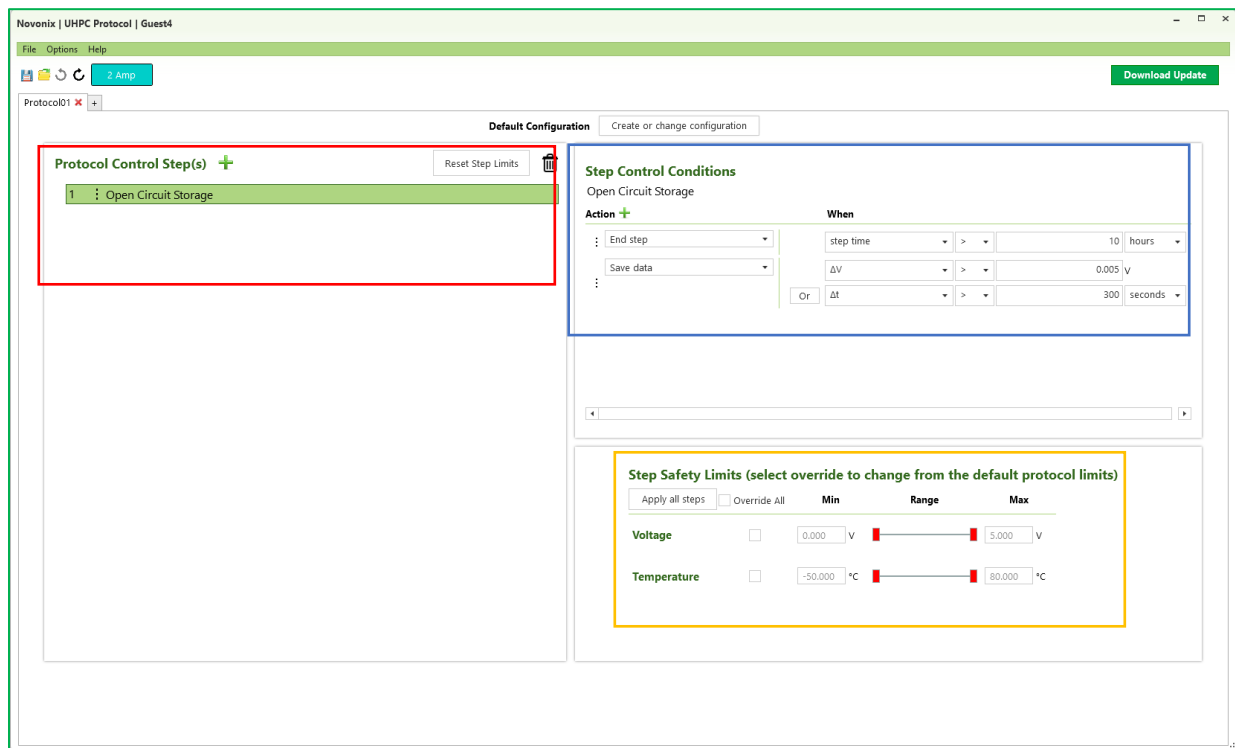 Novonix | UHPC Protocol | Guest4
File Options Help
2 Amp
Download Update
Protocol01
Default Configuration Create or change configuration
Protocol Control Step(s) Reset Step Limits
1 Open Circuit Storage
Step Control Conditions
Open Circuit Storage
Action When
End step step time > 10 hours
Save data ΔV > 0.005 V
Or Δt > 300 seconds
Step Safety Limits (select override to change from the default protocol limits)
Apply all steps Override All Min Range Max
Voltage 0.000 V 5.000 V
Temperature -50.000 °C 80.000 °C